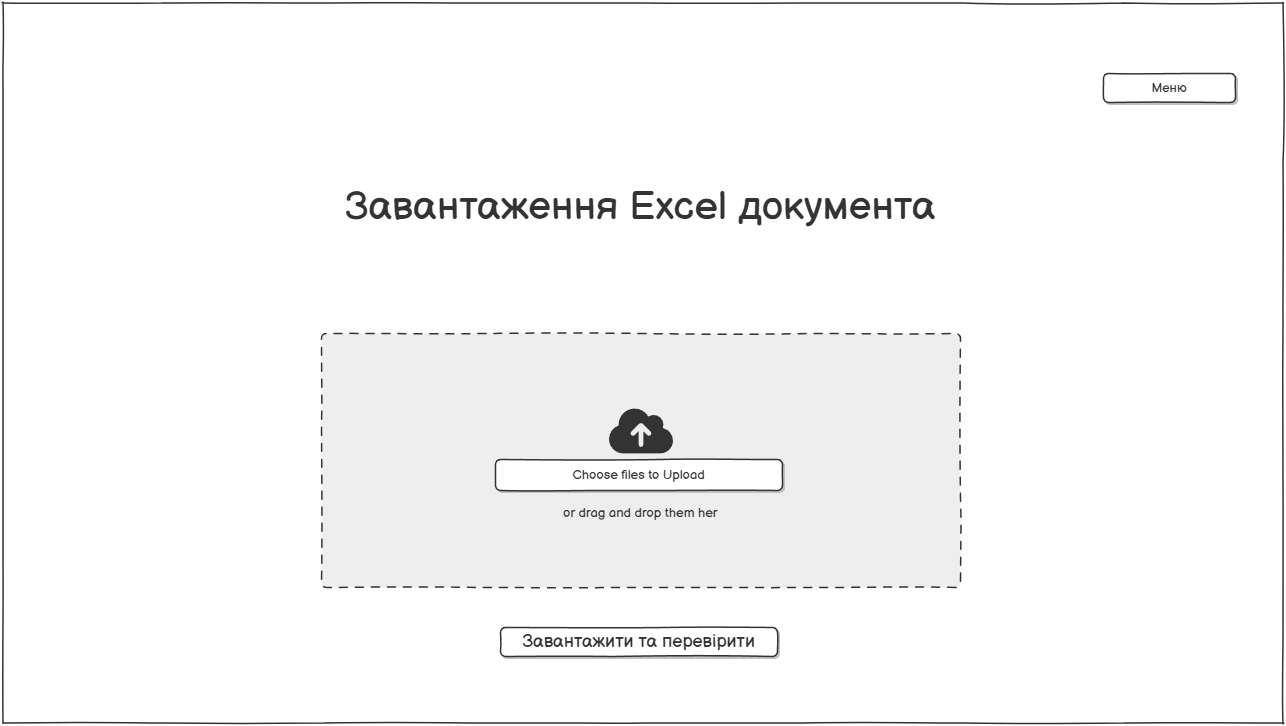 Меню
Завантаження Excel документа
Choose files to Upload
or drag and drop them her
Завантажити та перевірити